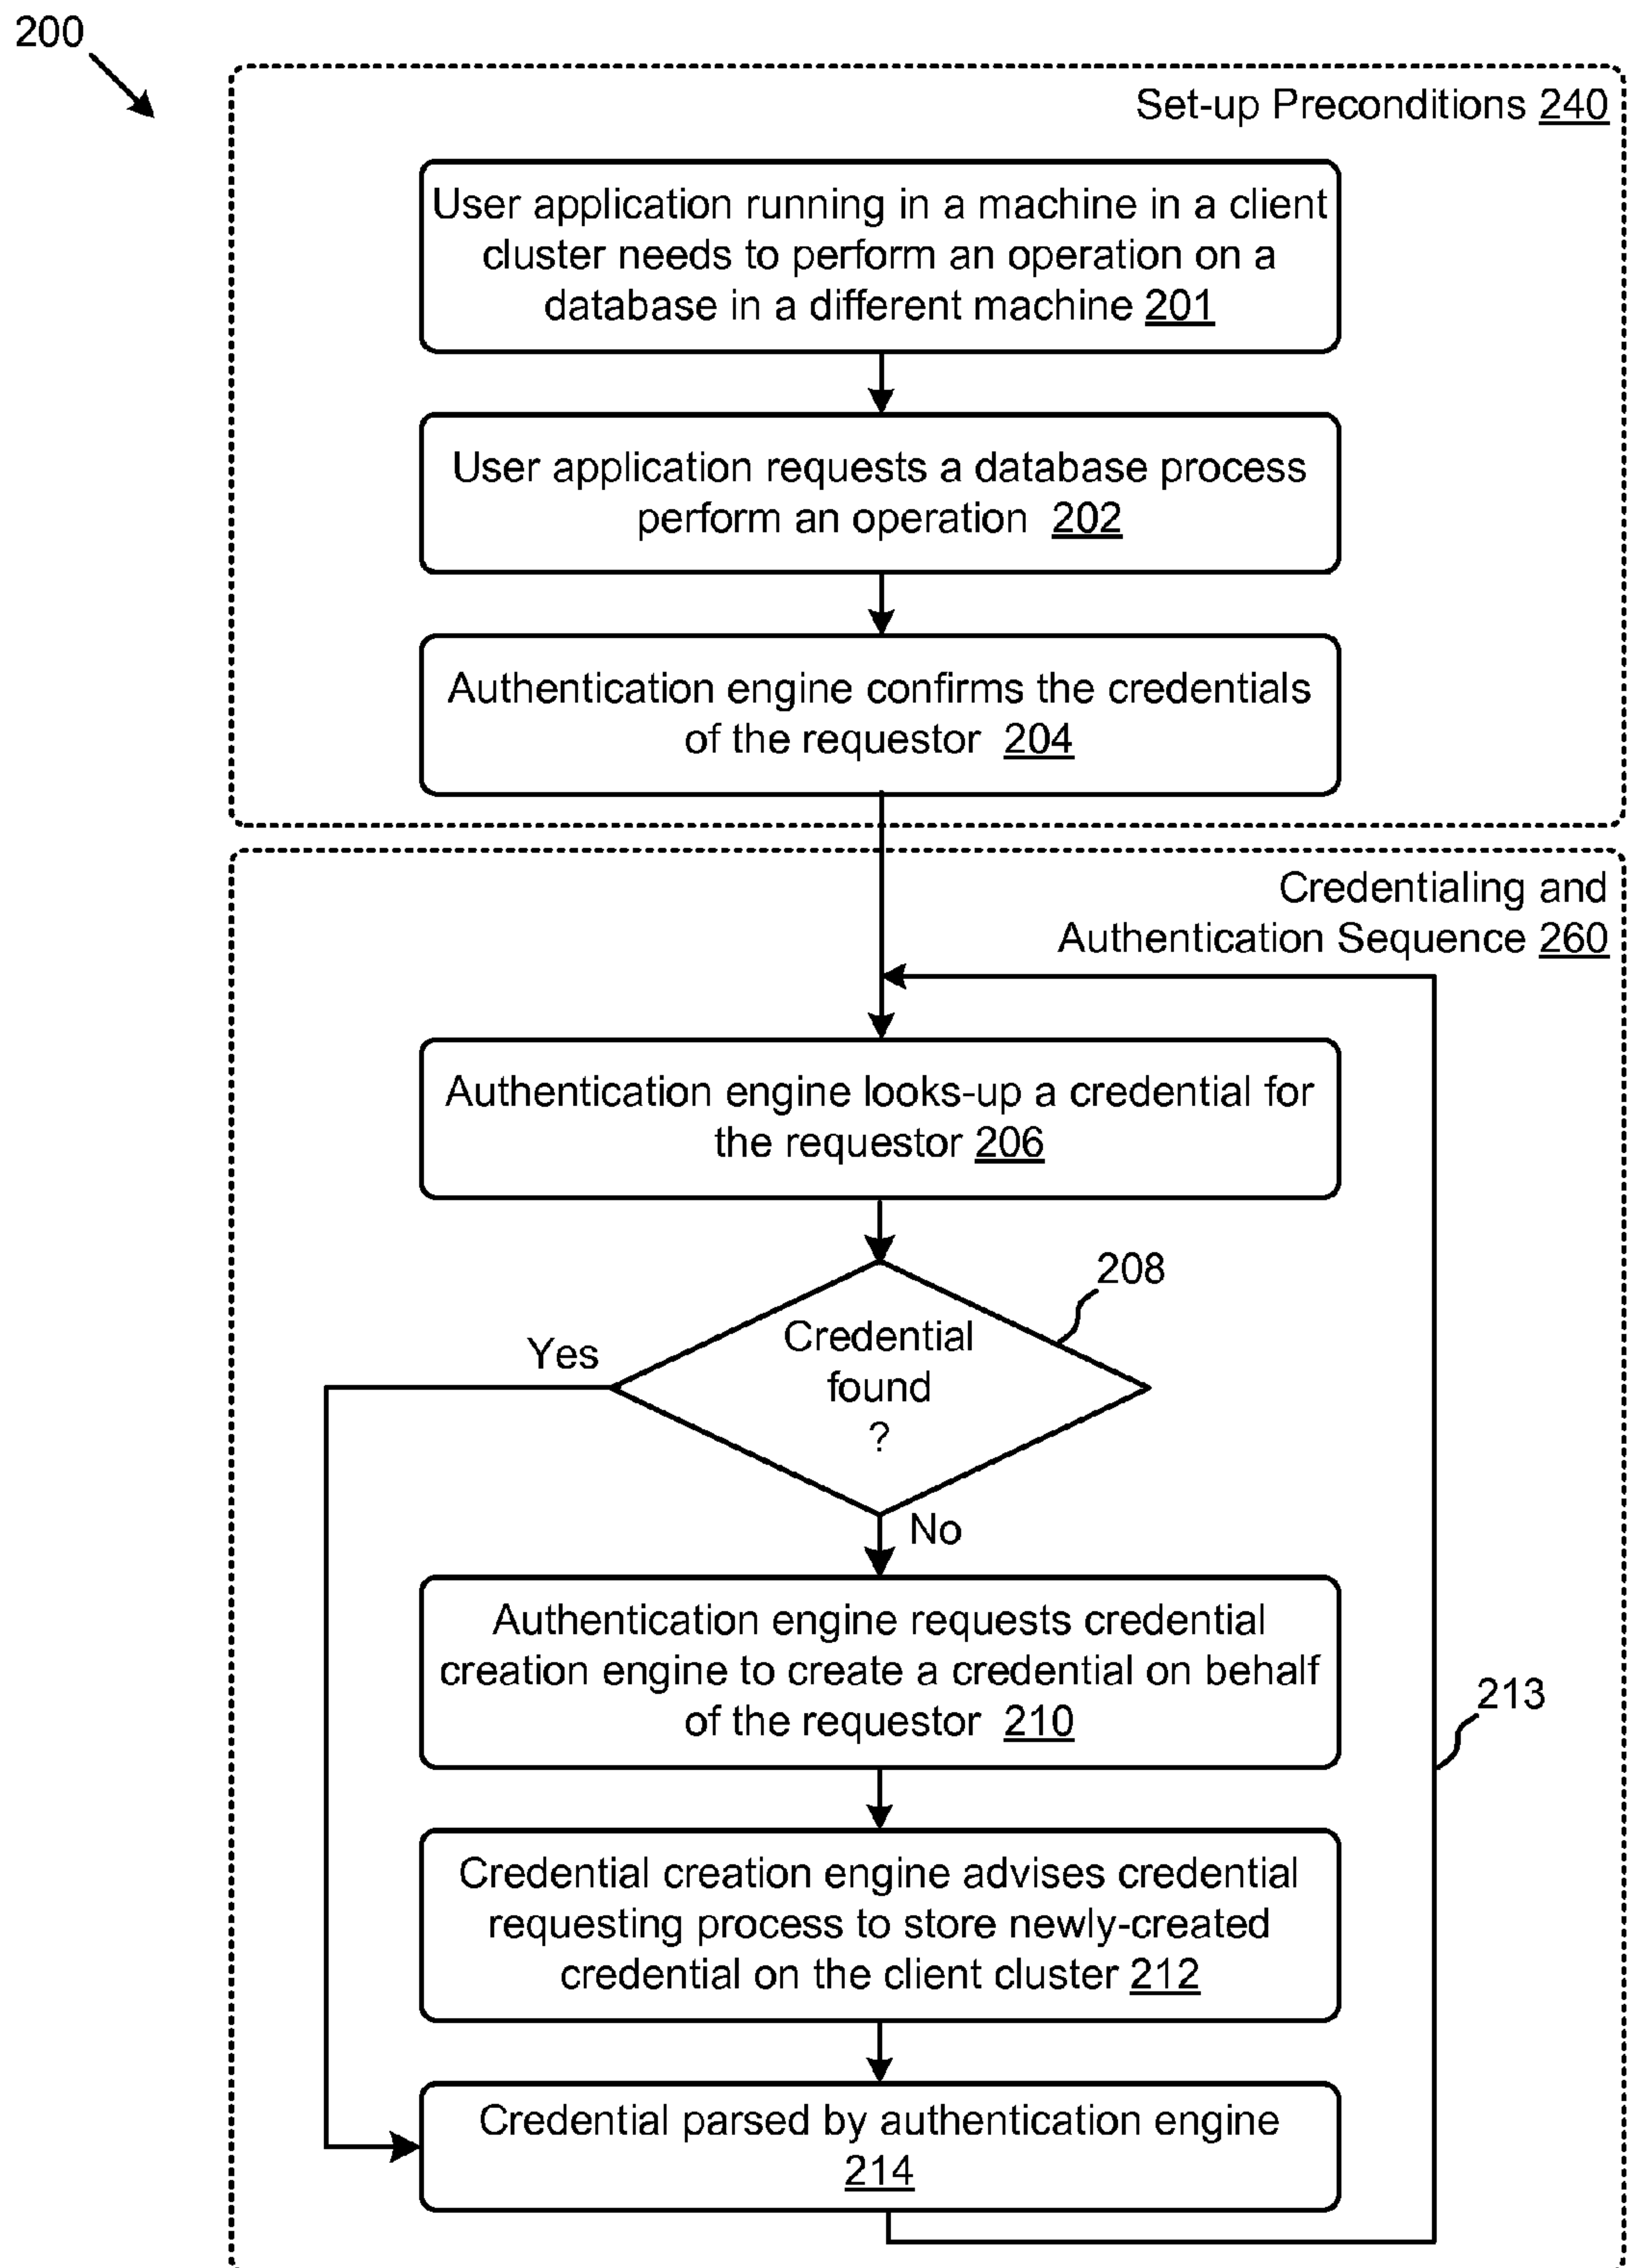 200
Set-up Preconditions 240
User application running in a machine in a client
cluster needs to perform an operation on a
database in a different machine 201
User application requests a database process
perform an operation 202
Authentication engine confirms the credentials
of the requestor 204
Credentialing and
Authentication Sequence 260
Authentication engine looks-up a credential for
the requestor 206
208
Credential
found
?
Yes
No
Authentication engine requests credential
creation engine to create a credential on behalf
of the requestor 210
213
Credential creation engine advises credential
requesting process to store newly-created
credential on the client cluster 212
Credential parsed by authentication engine
214